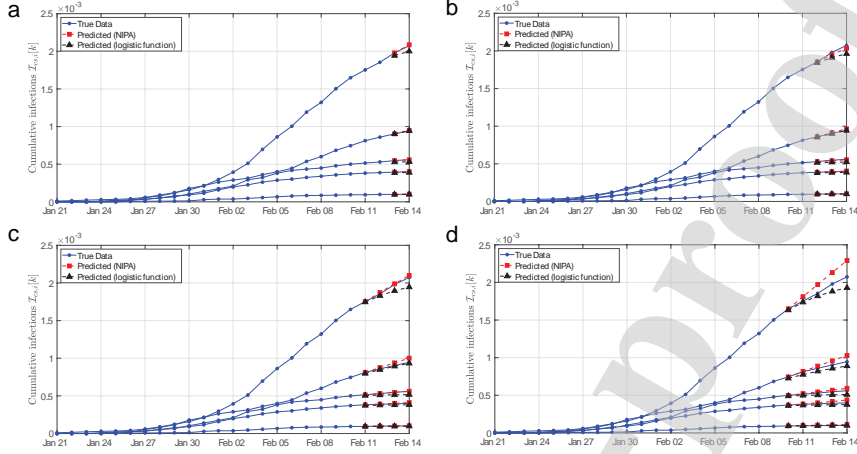 a
×10⁻³
2.5
2
1.5
1
0.5
0
Cumulative infections 𝓘cs,i[k]
True Data
Predicted (NIPA)
Predicted (logistic function)
Jan 21 Jan 24 Jan 27 Jan 30 Feb 02 Feb 05 Feb 08 Feb 11 Feb 14
b
×10⁻³
2.5
2
1.5
1
0.5
0
Cumulative infections 𝓘cs,i[k]
True Data
Predicted (NIPA)
Predicted (logistic function)
Jan 21 Jan 24 Jan 27 Jan 30 Feb 02 Feb 05 Feb 08 Feb 11 Feb 14
c
×10⁻³
2.5
2
1.5
1
0.5
0
Cumulative infections 𝓘cs,i[k]
True Data
Predicted (NIPA)
Predicted (logistic function)
Jan 21 Jan 24 Jan 27 Jan 30 Feb 02 Feb 05 Feb 08 Feb 11 Feb 14
d
×10⁻³
2.5
2
1.5
1
0.5
0
Cumulative infections 𝓘cs,i[k]
True Data
Predicted (NIPA)
Predicted (logistic function)
Jan 21 Jan 24 Jan 27 Jan 30 Feb 02 Feb 05 Feb 08 Feb 11 Feb 14
proof